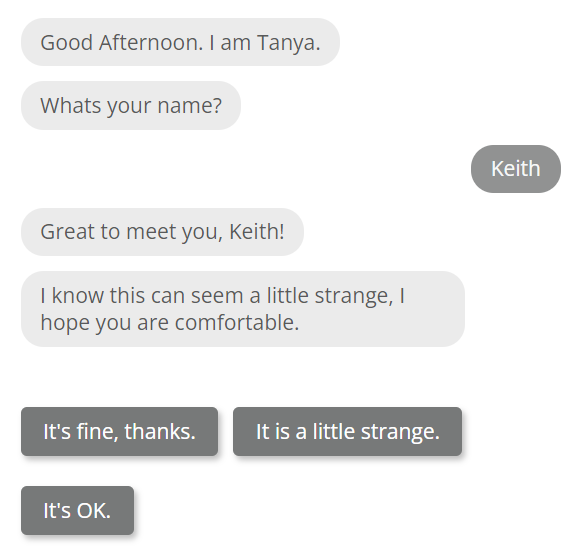 Good Afternoon. I am Tanya.
Whats your name?
Keith
Great to meet you, Keith!
I know this can seem a little strange, I
hope you are comfortable.
It's fine, thanks.
It is a little strange.
It's OK.